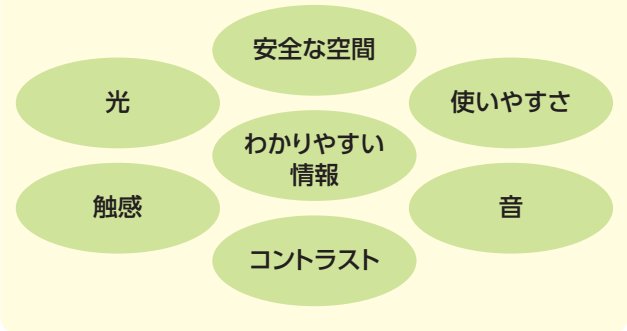 安全な空間
光
使いやすさ
わかりやすい
情報
触感
音
コントラスト